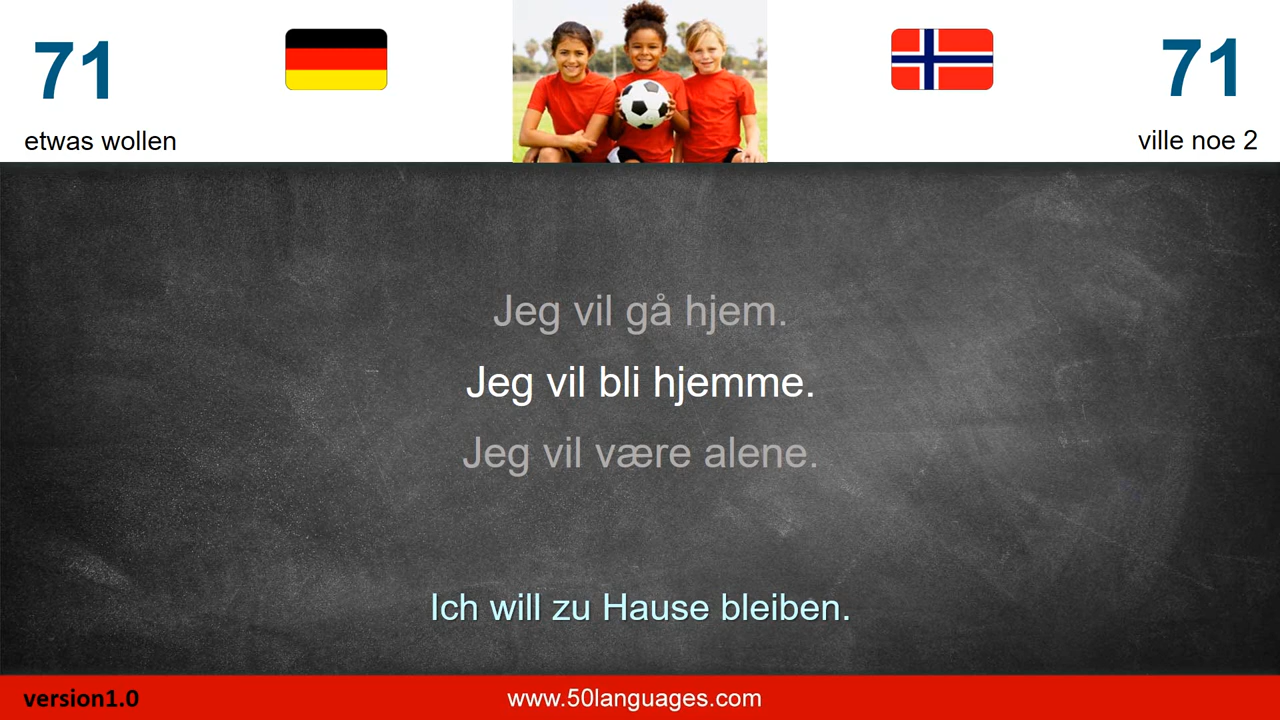 71
71
etwas wollen
ville noe 2
Jeg vil gå hjem.
Jeg vil bli hjemme.
Jeg vil være alene.
Ich will zu Hause bleiben.
version1.0
www.50languages.com